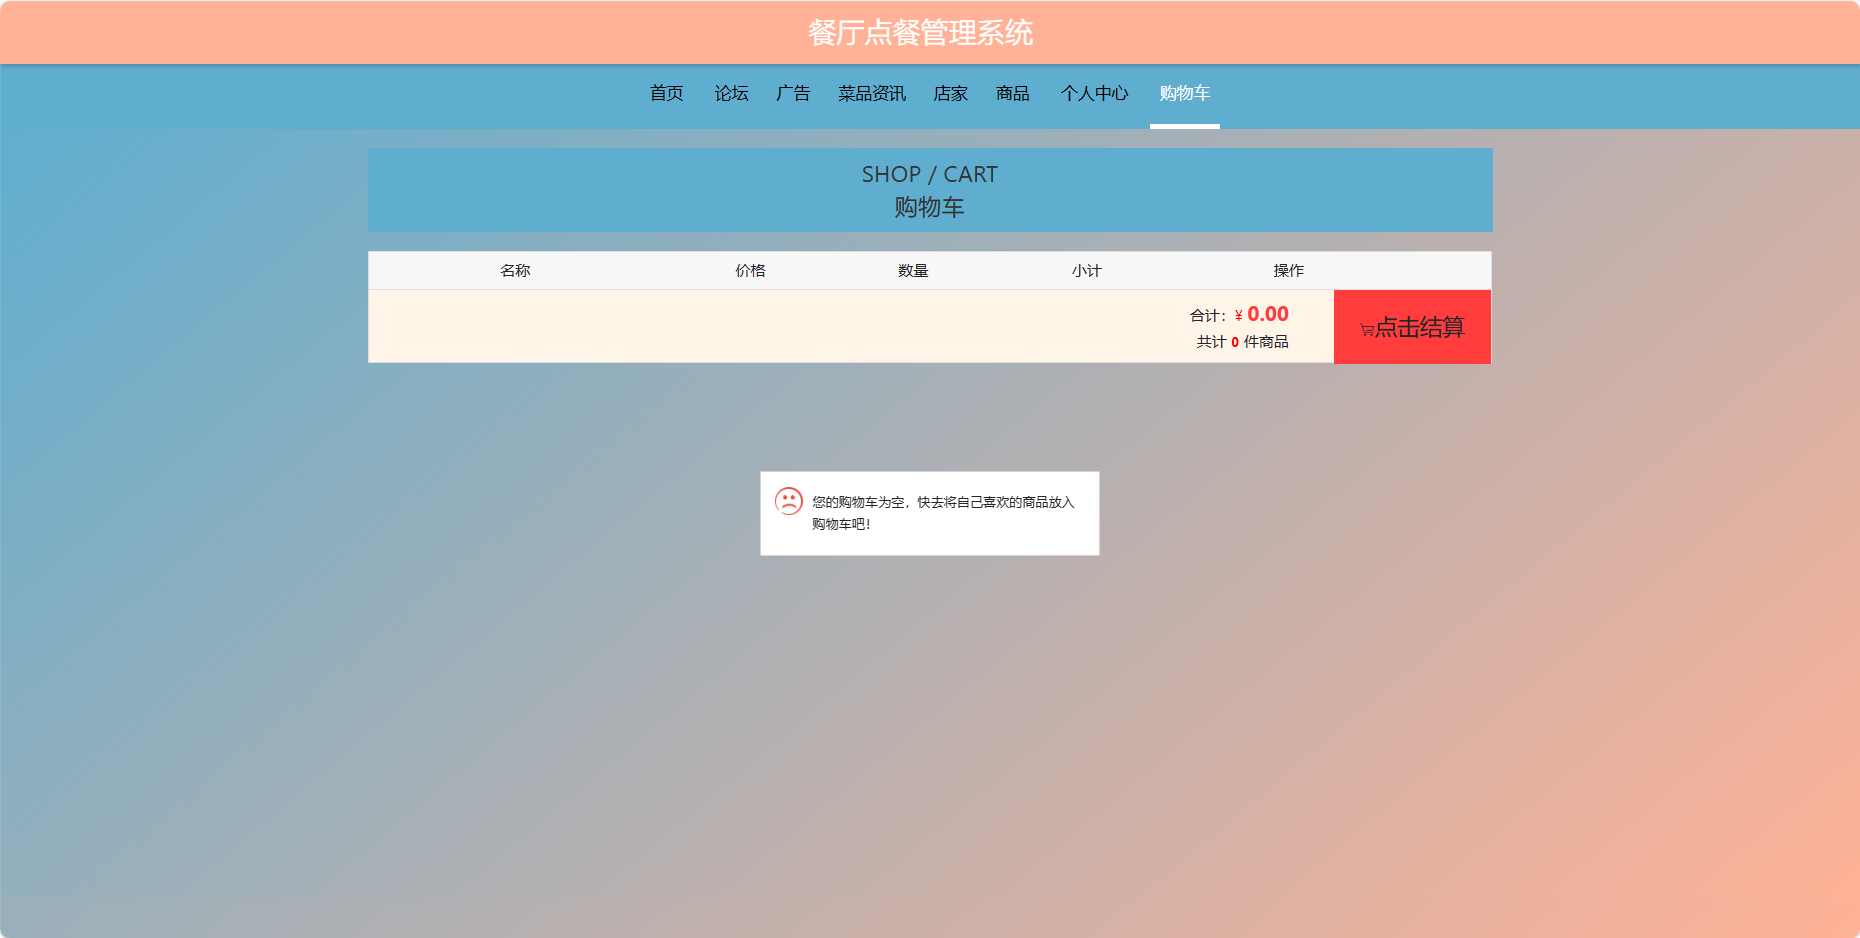 餐厅点餐管理系统
首页 论坛 广告 菜品资讯 店家 商品 个人中心 购物车
SHOP / CART
购物车
名称 价格 数量 小计 操作
合计：¥ 0.00
共计 0 件商品
点击结算
您的购物车为空，快去将自己喜欢的商品放入
购物车吧！